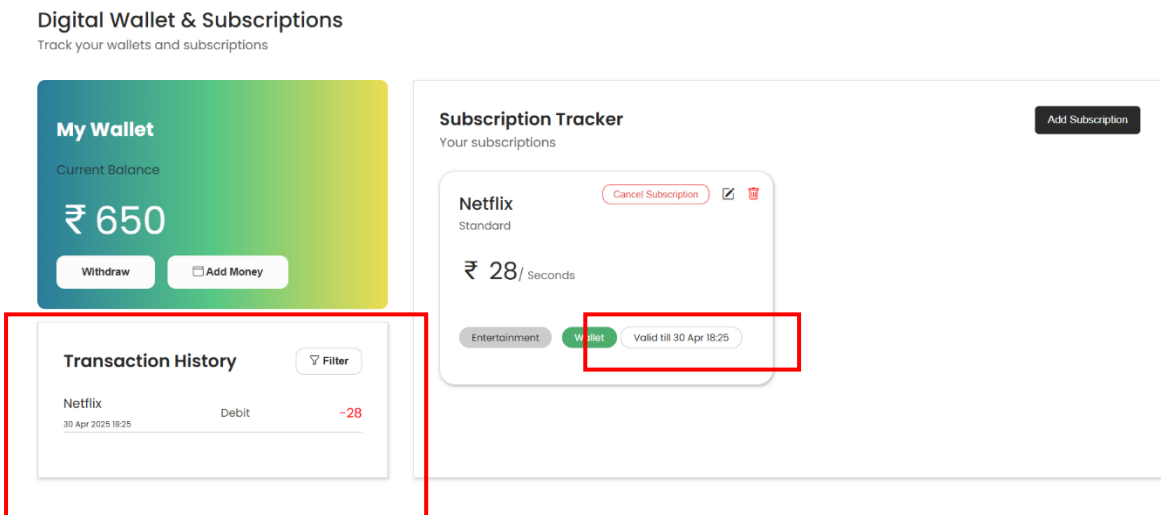 Digital Wallet & Subscriptions
Track your wallets and subscriptions
My Wallet
Current Balance
₹ 650
Withdraw
Add Money
Transaction History
Filter
Netflix
30 Apr 2025 18:25
Debit
-28
Subscription Tracker
Your subscriptions
Add Subscription
Netflix
Standard
Cancel Subscription
₹ 28/ Seconds
Entertainment
Wallet
Valid till 30 Apr 18:25